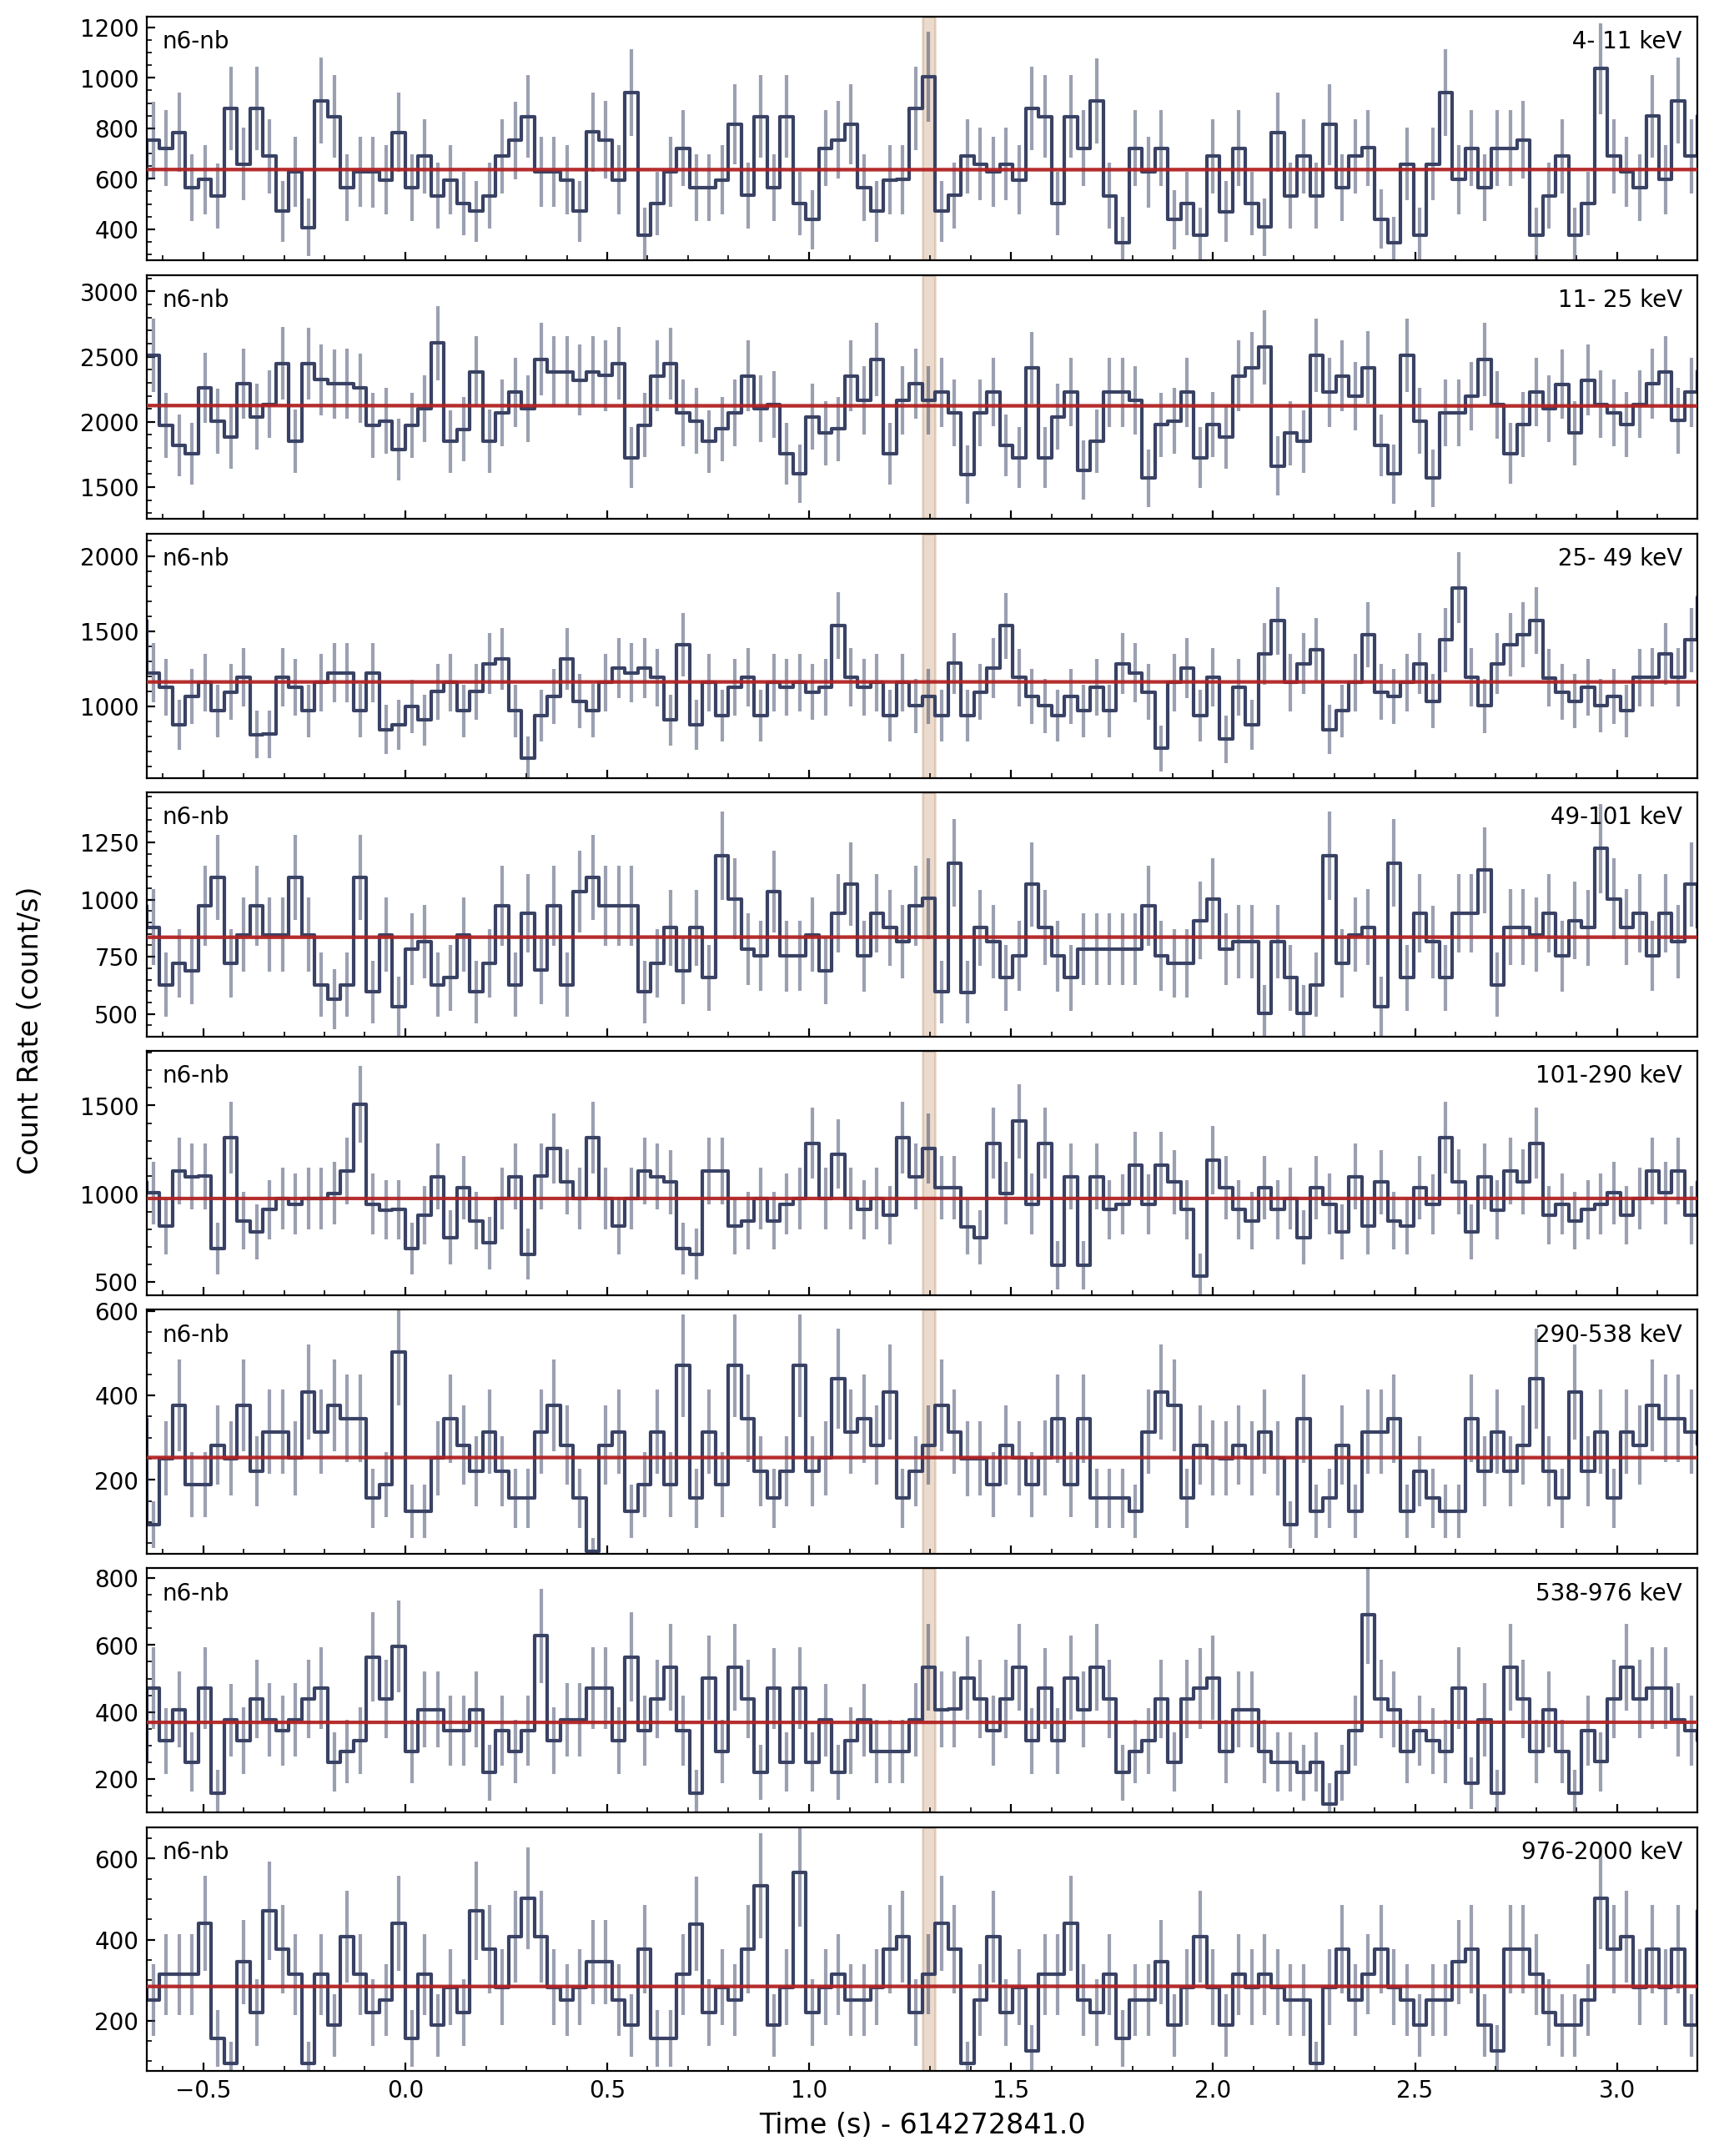 n6-nb 4- 11 keV
1200
1000
800
600
400
n6-nb 11- 25 keV
3000
2500
2000
1500
n6-nb 25- 49 keV
2000
1500
1000
n6-nb 49-101 keV
1250
1000
750
500
n6-nb 101-290 keV
1500
1000
500
n6-nb 290-538 keV
600
400
200
n6-nb 538-976 keV
800
600
400
200
n6-nb 976-2000 keV
600
400
200
Count Rate (count/s)
−0.5 0.0 0.5 1.0 1.5 2.0 2.5 3.0
Time (s) - 614272841.0